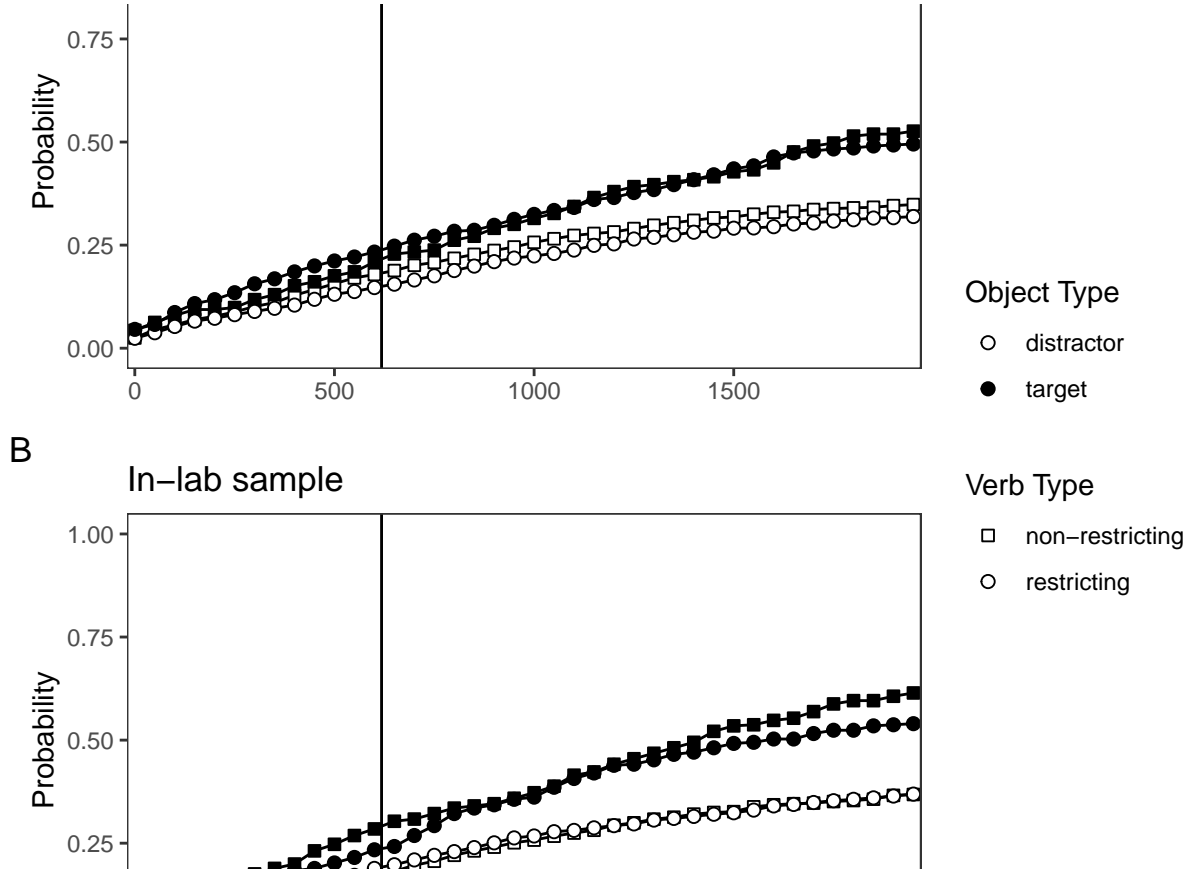 0.75
0.50
0.25
0.00
Probability
0 500 1000 1500
Object Type
distractor
target
B
In−lab sample
Verb Type
non−restricting
restricting
1.00
0.75
0.50
0.25
Probability